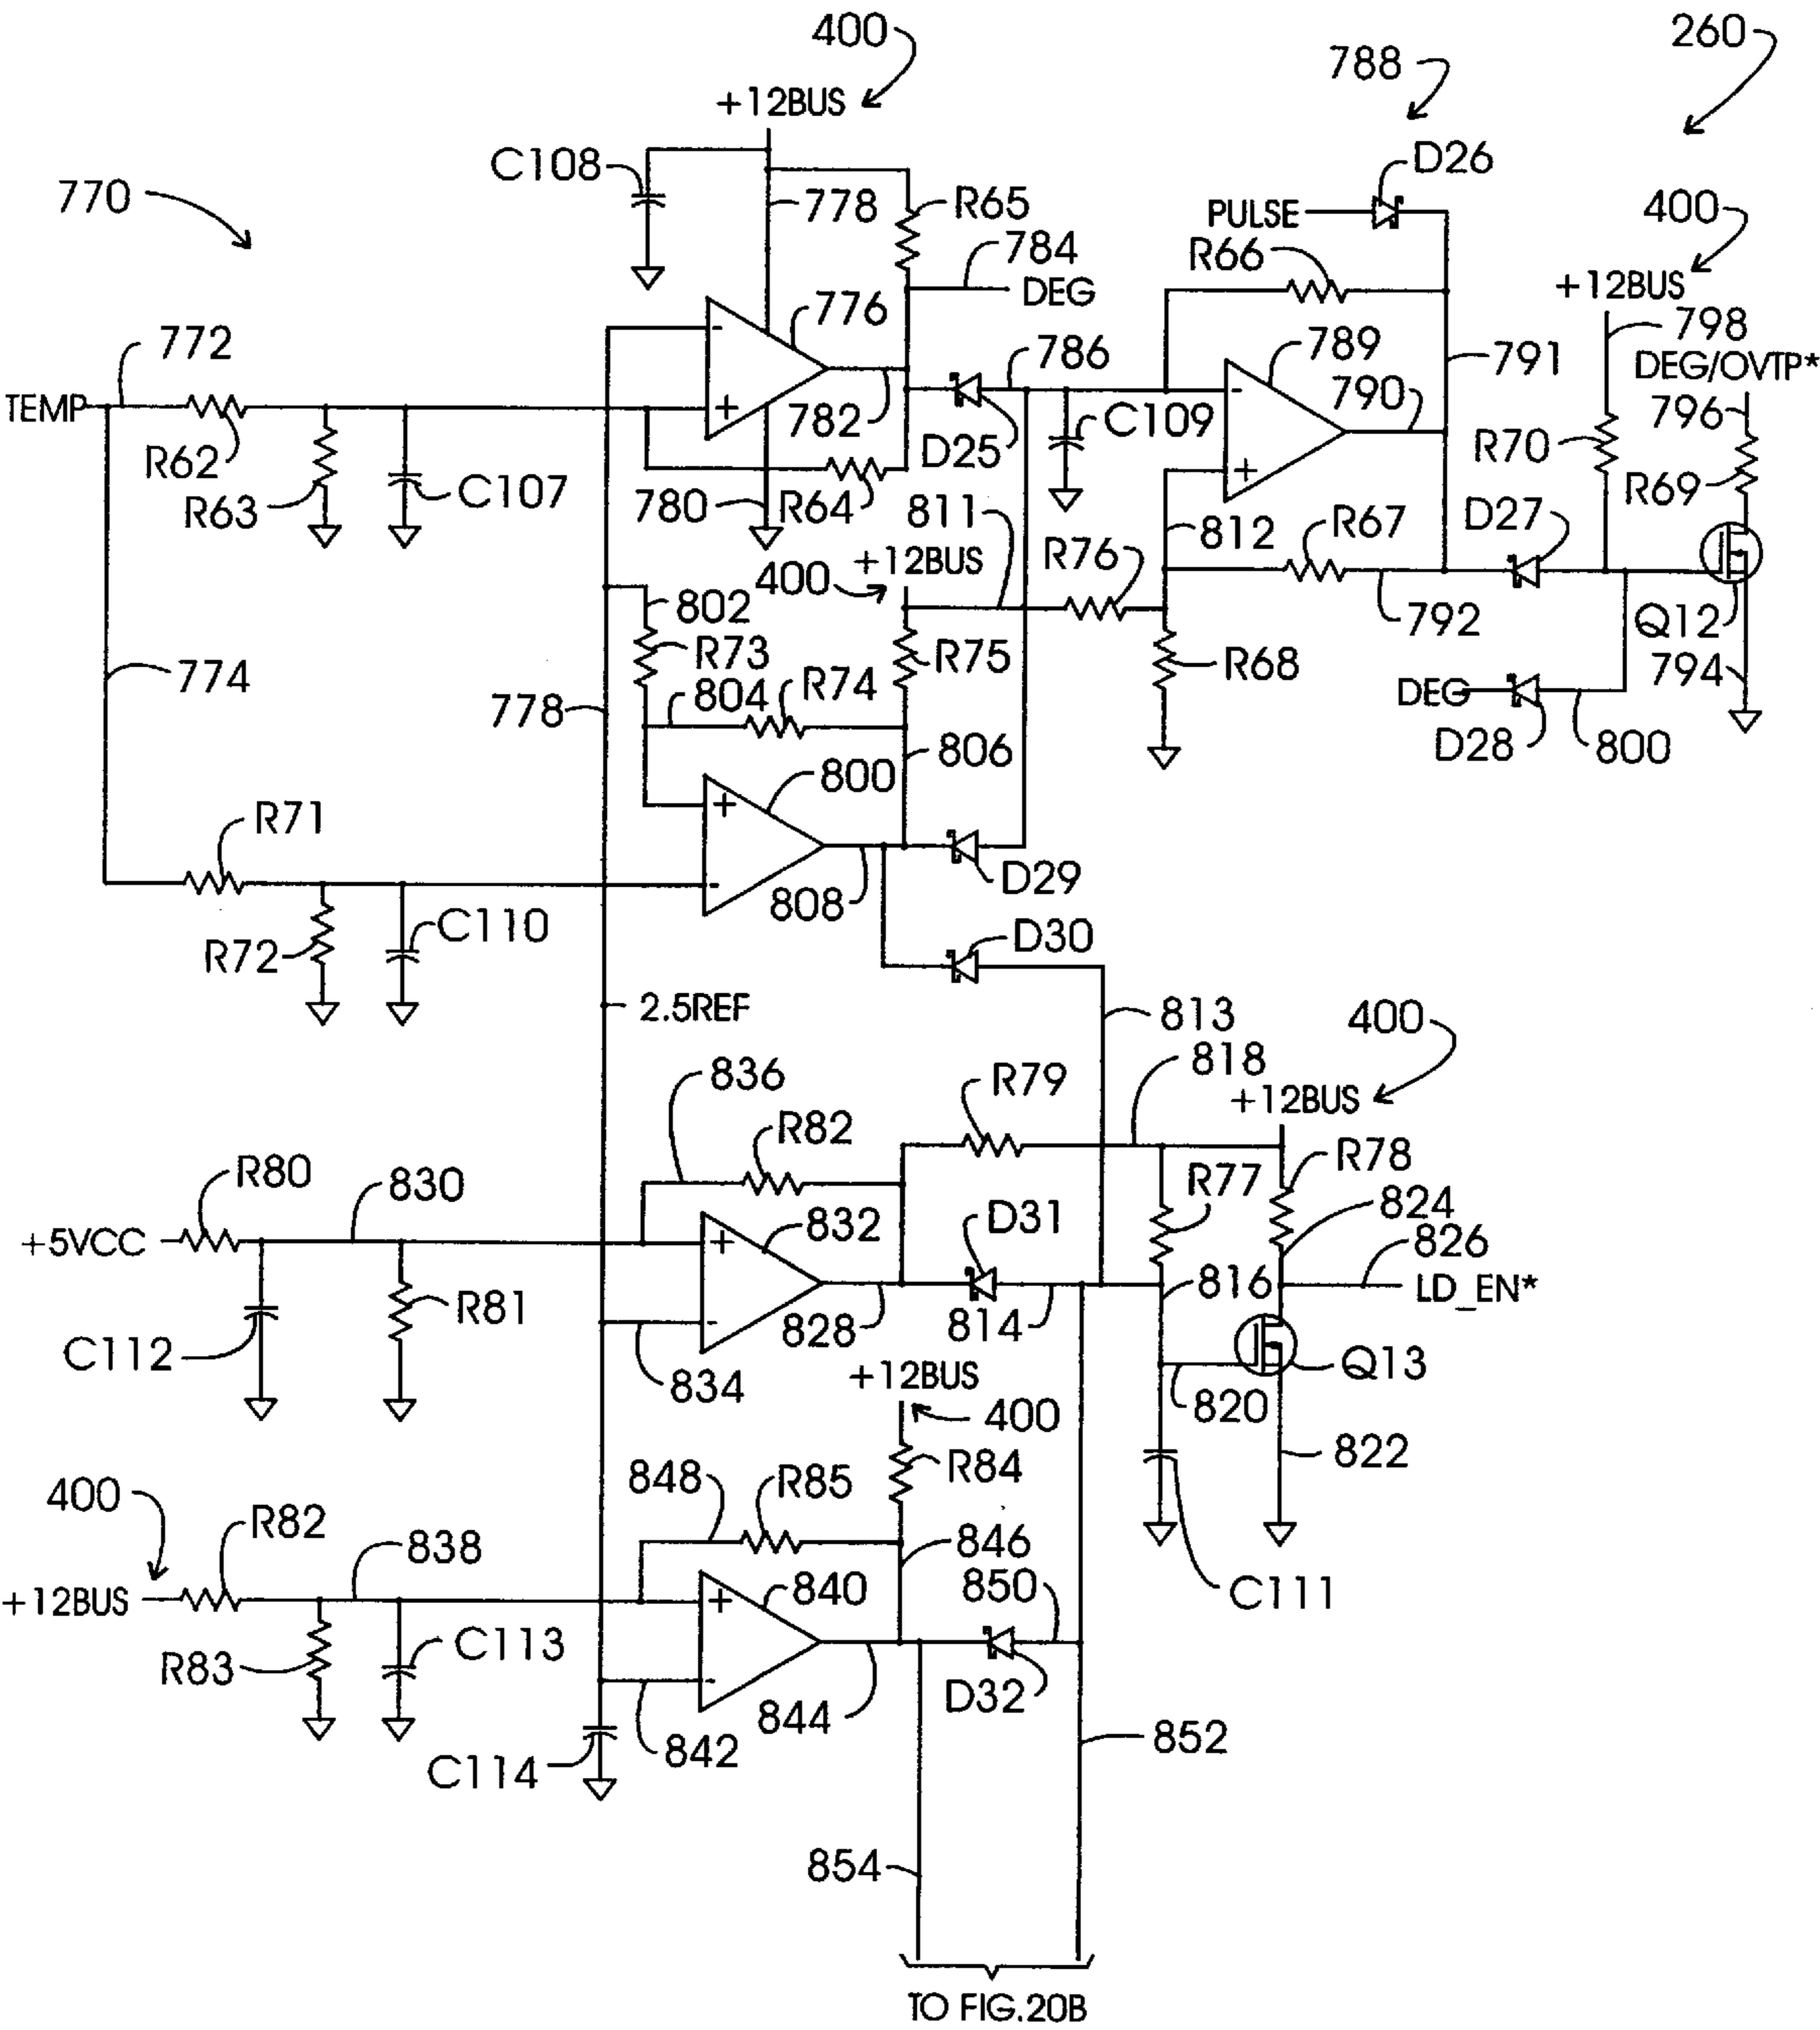 400
260
788
+12BUS
D26
C108
770
778
R65
PULSE
400
784
R66
DEG
+12BUS
776
798
772
786
789
791
DEG/OVTP*
TEMP
790
796
782
C109
R70
R62
D25
R69
C107
R63
780
R64
811
812
R67
D27
+12BUS
R76
400
802
792
Q12
R73
R75
R68
774
R74
794
804
DEG
778
806
D28
800
800
R71
D29
808
C110
D30
R72
2.5REF
813
400
818
836
R79
+12BUS
R82
R78
R80
830
R77
824
832
D31
826
+5VCC
816
LD_EN*
R81
828
814
C112
834
+12BUS
Q13
820
400
822
848
R85
R84
400
R82
838
846
840
850
+12BUS
C111
C113
R83
D32
844
842
852
C114
854
TO FIG.20B